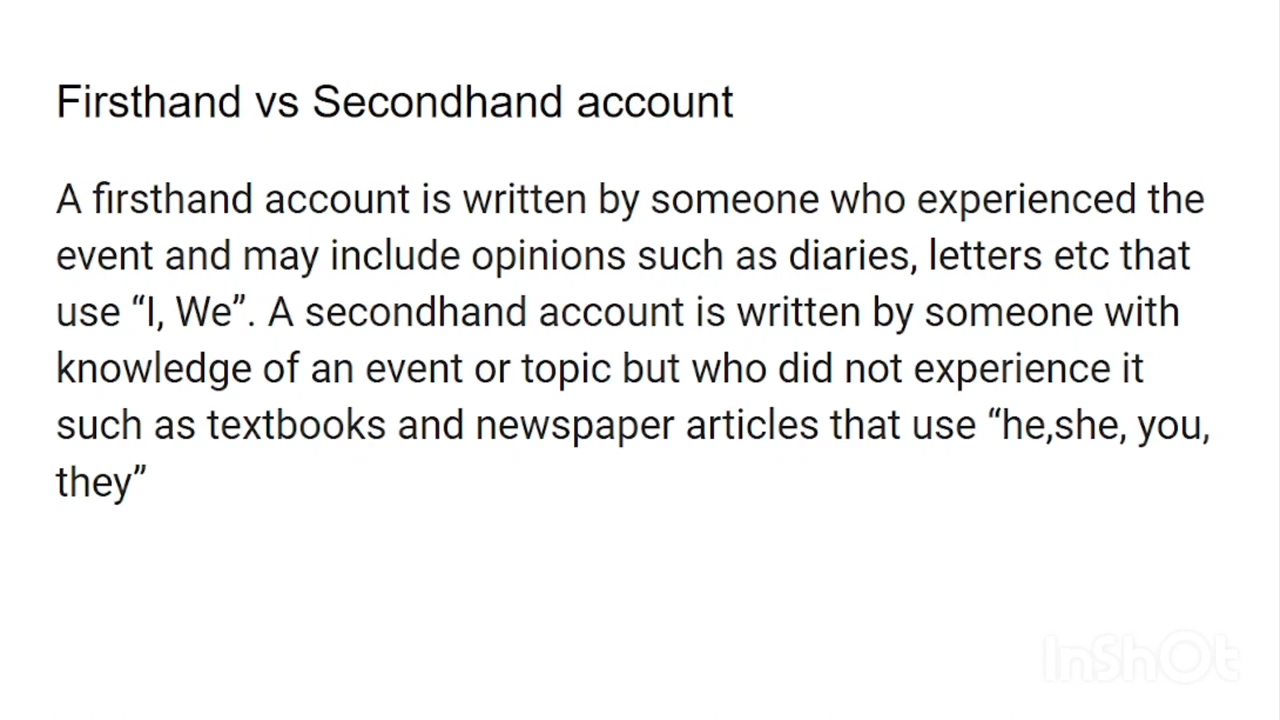 Firsthand vs Secondhand account
A firsthand account is written by someone who experienced the
event and may include opinions such as diaries, letters etc that
use “I, We”. A secondhand account is written by someone with
knowledge of an event or topic but who did not experience it
such as textbooks and newspaper articles that use “he,she, you,
they”
InShOt